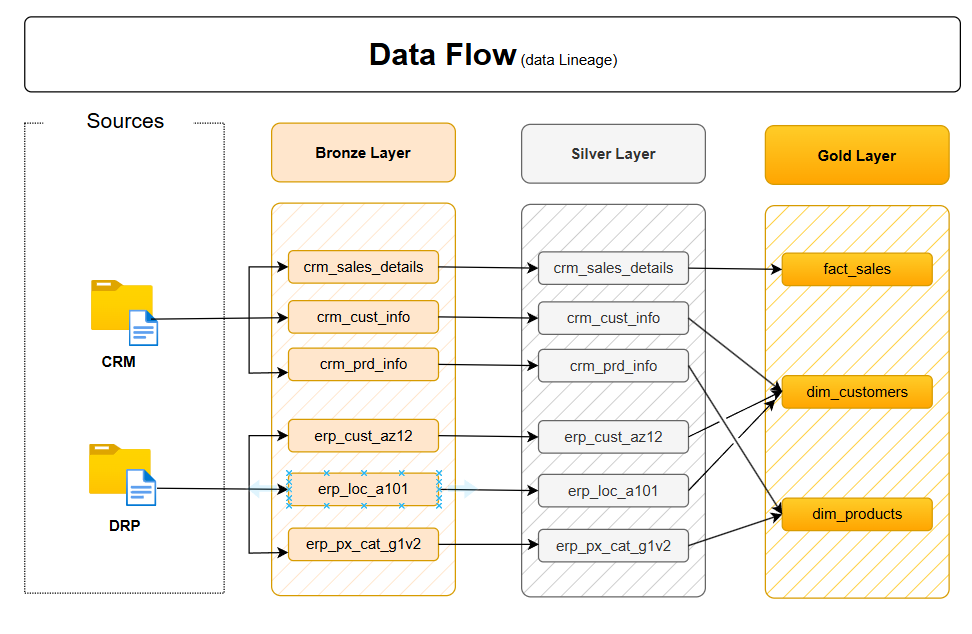 Data Flow (data Lineage)
Sources
Bronze Layer
Silver Layer
Gold Layer
crm_sales_details
crm_sales_details
fact_sales
crm_cust_info
crm_cust_info
CRM
crm_prd_info
crm_prd_info
dim_customers
erp_cust_az12
erp_cust_az12
erp_loc_a101
erp_loc_a101
dim_products
DRP
erp_px_cat_g1v2
erp_px_cat_g1v2